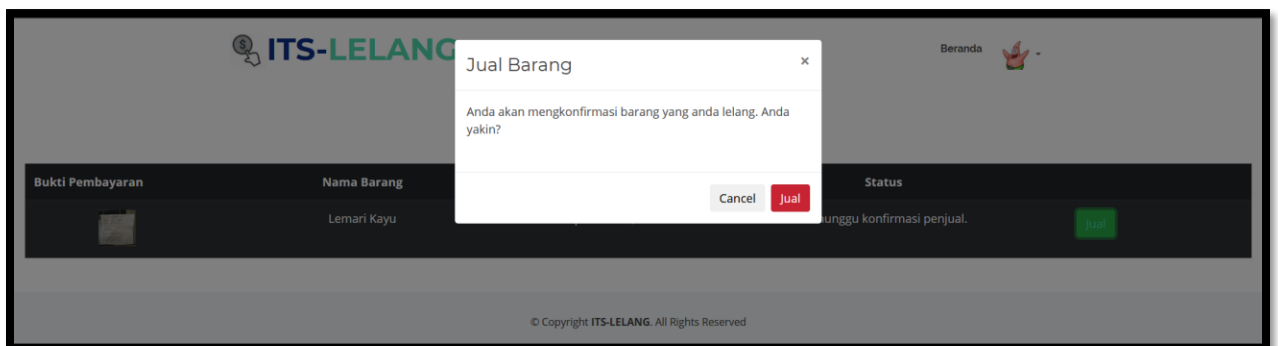 ITS-LELANG
Beranda
Jual Barang
×
Anda akan mengkonfirmasi barang yang anda lelang. Anda
yakin?
Cancel
Jual
Bukti Pembayaran
Nama Barang
Status
Lemari Kayu
konfirmasi penjual.
Jual
© Copyright ITS-LELANG. All Rights Reserved